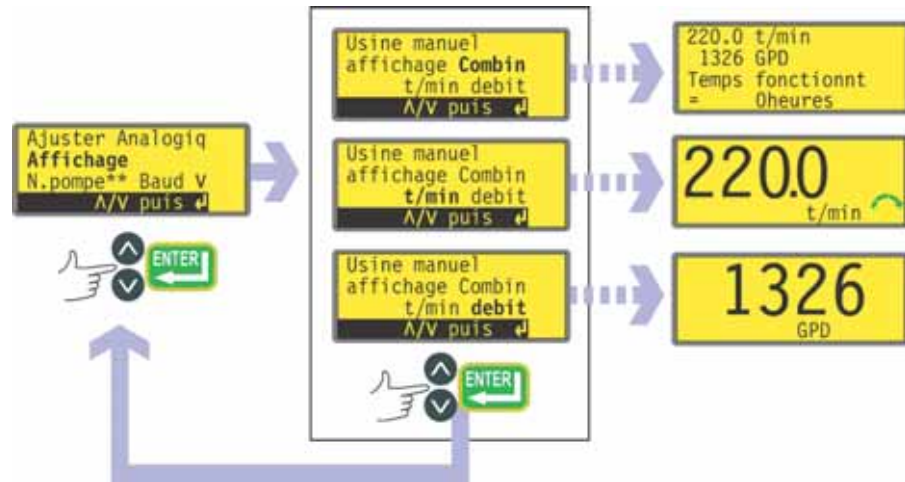 Ajuster Analogiq
Affichage
N.pompe** Baud V
Λ/V puis ↲
ENTER
Usine manuel
affichage Combin
t/min debit
Λ/V puis ↲
Usine manuel
affichage Combin
t/min debit
Λ/V puis ↲
Usine manuel
affichage Combin
t/min debit
Λ/V puis ↲
ENTER
220.0 t/min
1326 GPD
Temps fonctionnt
= 0heures
220.0
t/min
1326
GPD